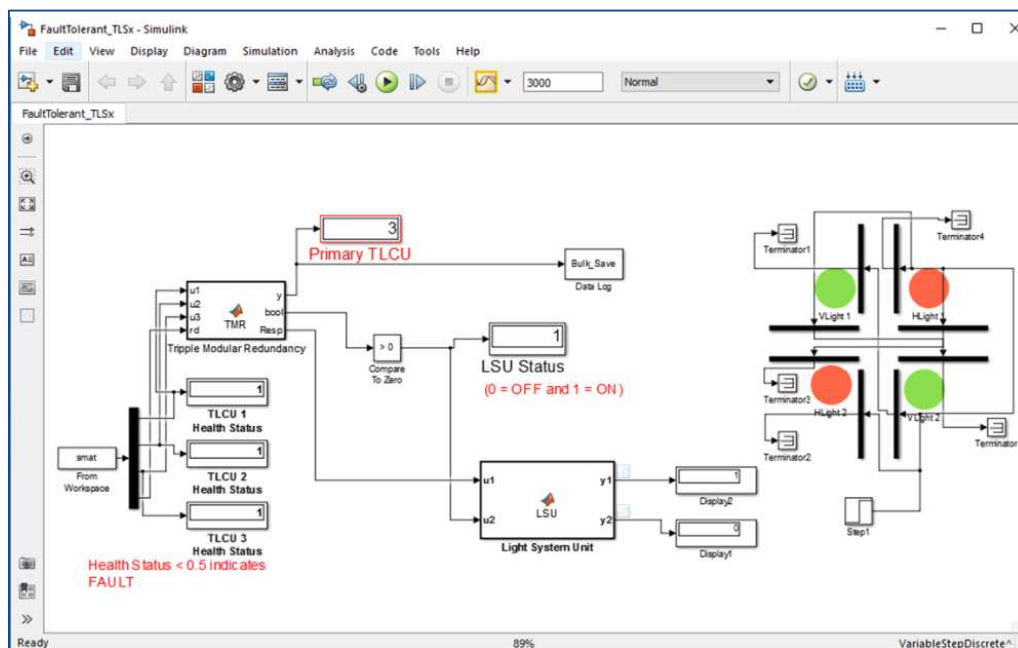 FaultTolerant_TLSx - Simulink
File Edit View Display Diagram Simulation Analysis Code Tools Help
3000 Normal
FaultTolerant_TLSx
3
Primary TLCU
Bulk_Save
Data Log
u1
u2
u3
rd
TMR
y
bool
Resp
Tripple Modular Redundancy
> 0
Compare
To Zero
1
LSU Status
(0 = OFF and 1 = ON)
1
TLCU 1
Health Status
1
TLCU 2
Health Status
1
TLCU 3
Health Status
smat
From
Workspace
Health Status < 0.5 indicates
FAULT
u1
u2
LSU
y1
y2
Light System Unit
1
Display2
0
Display1
Terminator1
Terminator4
VLight 1
HLight 1
Terminator3
HLight 2
VLight 2
Terminator2
Terminator
Step1
Ready 89% VariableStepDiscrete^